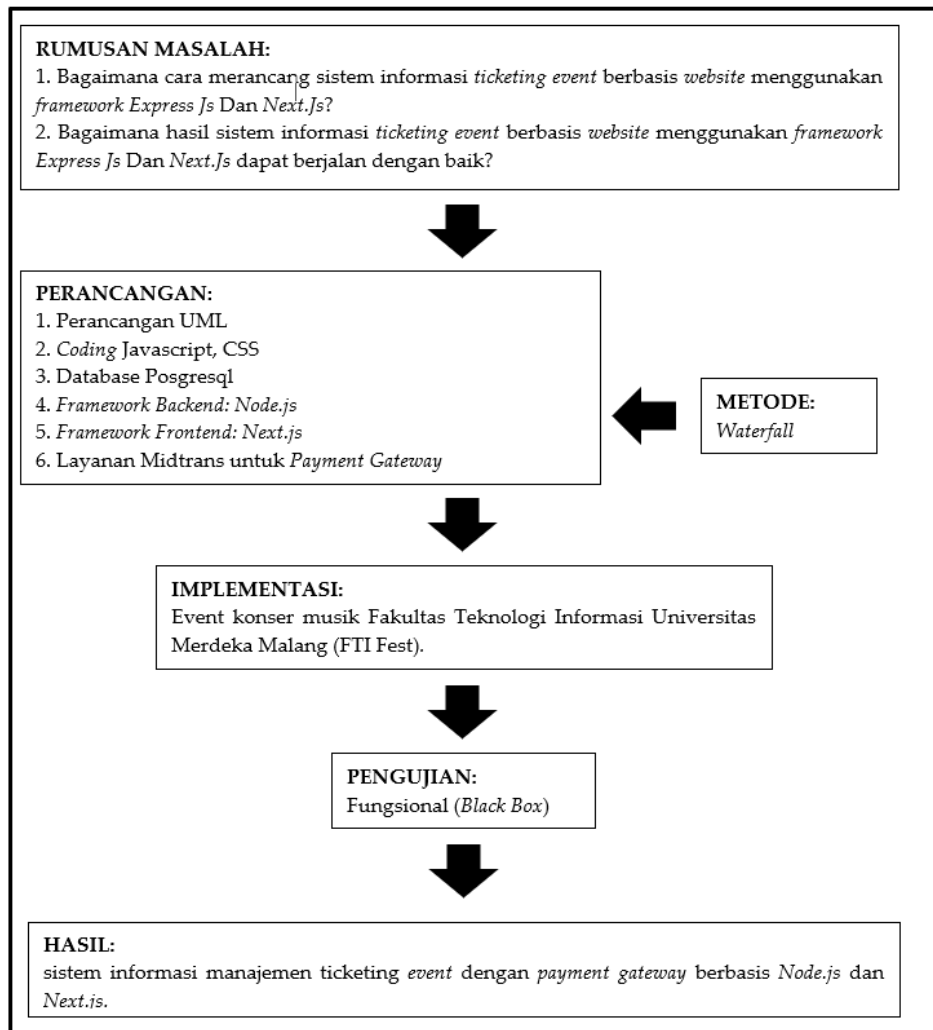 RUMUSAN MASALAH:
1. Bagaimana cara merancang sistem informasi ticketing event berbasis website menggunakan
framework Express Js Dan Next.Js?
2. Bagaimana hasil sistem informasi ticketing event berbasis website menggunakan framework
Express Js Dan Next.Js dapat berjalan dengan baik?
PERANCANGAN:
1. Perancangan UML
2. Coding Javascript, CSS
3. Database Posgresql
4. Framework Backend: Node.js
5. Framework Frontend: Next.js
6. Layanan Midtrans untuk Payment Gateway
METODE:
Waterfall
IMPLEMENTASI:
Event konser musik Fakultas Teknologi Informasi Universitas
Merdeka Malang (FTI Fest).
PENGUJIAN:
Fungsional (Black Box)
HASIL:
sistem informasi manajemen ticketing event dengan payment gateway berbasis Node.js dan
Next.js.